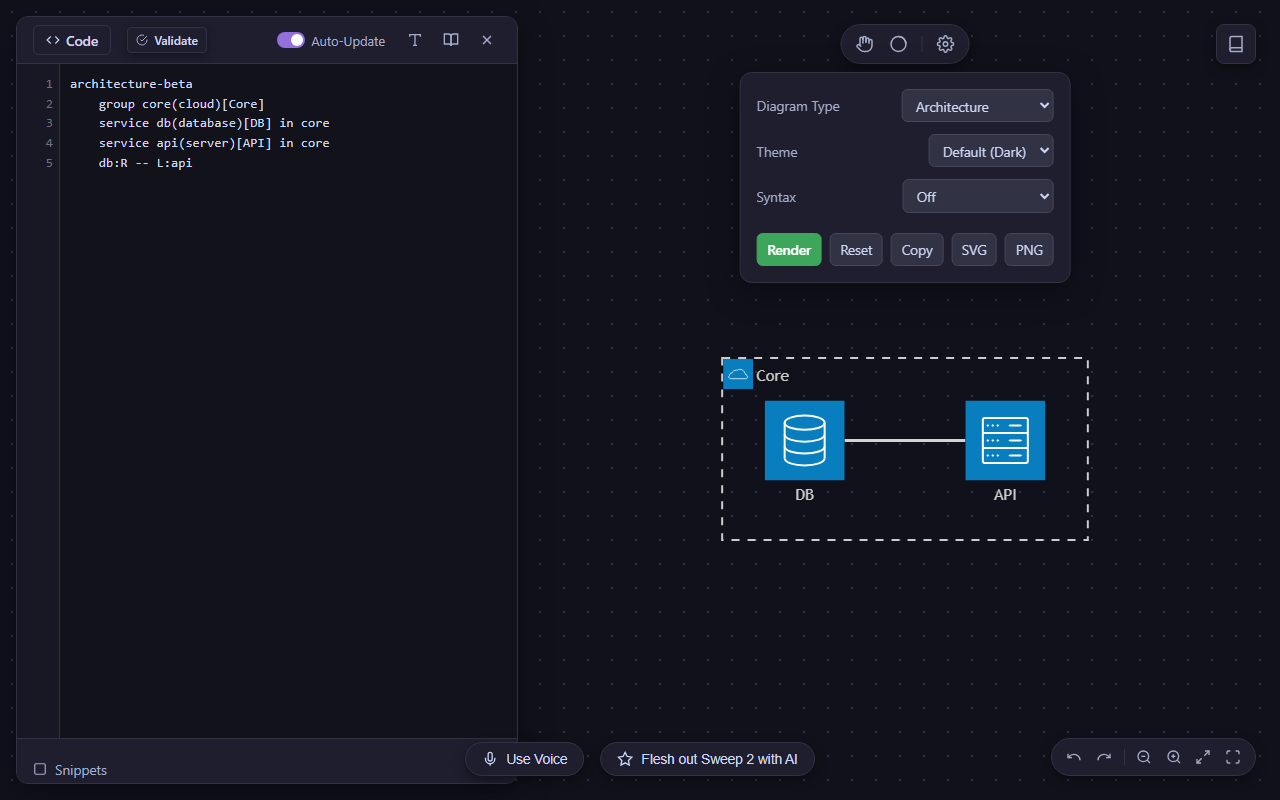 Code
Validate
Auto-Update
1 architecture-beta
2     group core(cloud)[Core]
3     service db(database)[DB] in core
4     service api(server)[API] in core
5     db:R -- L:api
Snippets
Diagram Type
Architecture
Theme
Default (Dark)
Syntax
Off
Render
Reset
Copy
SVG
PNG
Core
DB
API
Use Voice
Flesh out Sweep 2 with AI